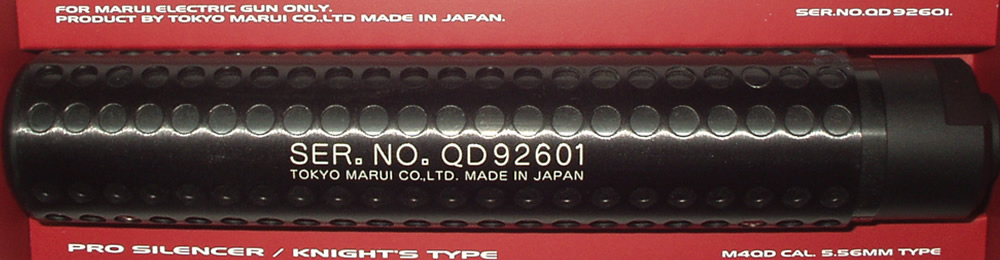 FOR MARUI ELECTRIC GUN ONLY.
PRODUCT BY TOKYO MARUI CO.,LTD MADE IN JAPAN.
SER.NO.QD92601.
SER. NO. QD92601
TOKYO MARUI CO.,LTD. MADE IN JAPAN
PRO SILENCER / KNIGHT'S TYPE
M4QD CAL. 5.56MM TYPE